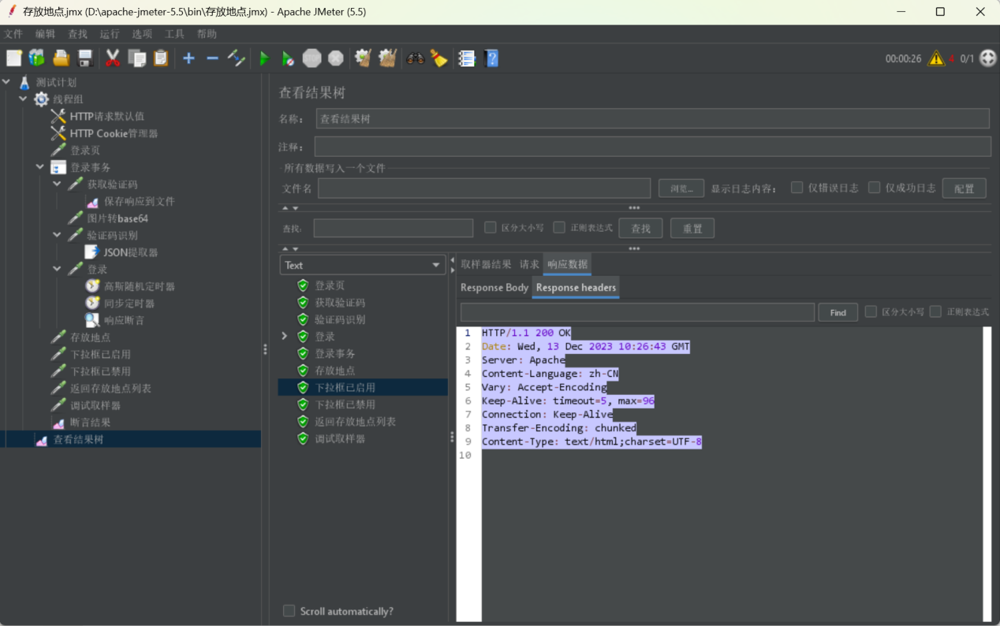 存放地点.jmx (D:\apache-jmeter-5.5\bin\存放地点.jmx) - Apache JMeter (5.5)
文件 编辑 查找 运行 选项 工具 帮助
STOP 00:00:26 4 0/1
测试计划
线程组
HTTP请求默认值
HTTP Cookie管理器
登录页
登录事务
获取验证码
保存响应到文件
图片转base64
验证码识别
JSON提取器
登录
高斯随机定时器
同步定时器
响应断言
存放地点
下拉框已启用
下拉框已禁用
返回存放地点列表
调试取样器
断言结果
查看结果树
查看结果树
名称： 查看结果树
注释：
所有数据写入一个文件
文件名 浏览... 显示日志内容： 仅错误日志 仅成功日志 配置
查找: 区分大小写 正则表达式 查找 重置
Text
登录页
获取验证码
验证码识别
登录
登录事务
存放地点
下拉框已启用
下拉框已禁用
返回存放地点列表
调试取样器
Scroll automatically?
取样器结果 请求 响应数据
Response Body Response headers
Find 区分大小写 正则表达式
1 HTTP/1.1 200 OK
2 Date: Wed, 13 Dec 2023 10:26:43 GMT
3 Server: Apache
4 Content-Language: zh-CN
5 Vary: Accept-Encoding
6 Keep-Alive: timeout=5, max=96
7 Connection: Keep-Alive
8 Transfer-Encoding: chunked
9 Content-Type: text/html;charset=UTF-8
10